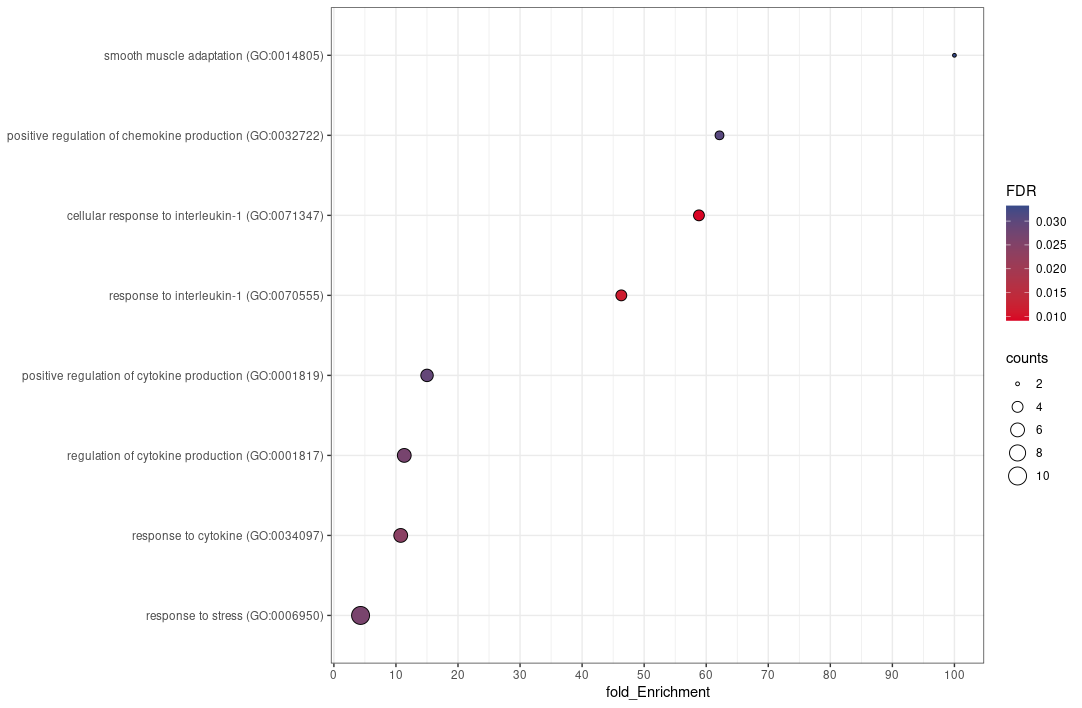 smooth muscle adaptation (GO:0014805)
positive regulation of chemokine production (GO:0032722)
cellular response to interleukin-1 (GO:0071347)
response to interleukin-1 (GO:0070555)
positive regulation of cytokine production (GO:0001819)
regulation of cytokine production (GO:0001817)
response to cytokine (GO:0034097)
response to stress (GO:0006950)
0 10 20 30 40 50 60 70 80 90 100
fold_Enrichment
FDR
0.030
0.025
0.020
0.015
0.010
counts
2
4
6
8
10